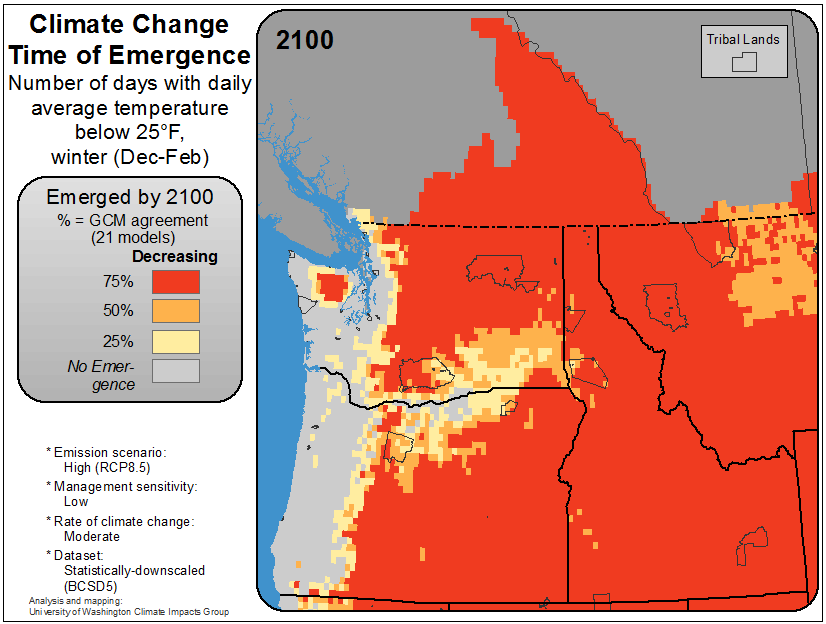 Climate Change
Time of Emergence
Number of days with daily
average temperature
below 25°F,
winter (Dec-Feb)
Emerged by 2100
% = GCM agreement
(21 models)
Decreasing
75%
50%
25%
No Emer-
gence
* Emission scenario:
High (RCP8.5)
* Management sensitivity:
Low
* Rate of climate change:
Moderate
* Dataset:
Statistically-downscaled
(BCSD5)
Analysis and mapping:
University of Washington Climate Impacts Group
2100
Tribal Lands